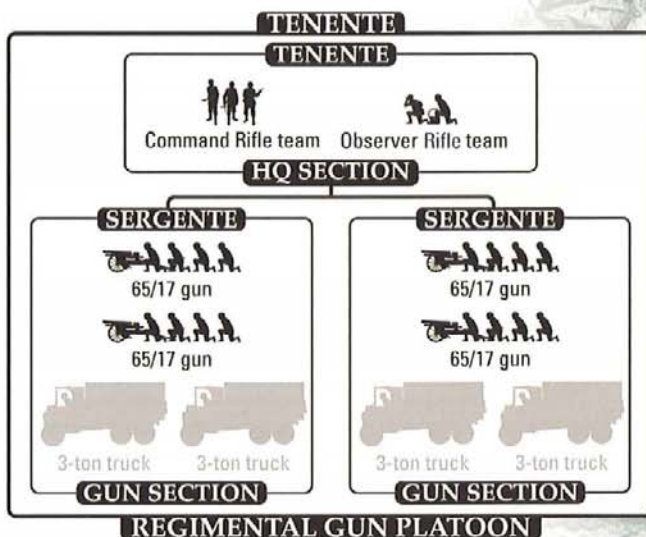 TENENTE
TENENTE
Command Rifle team Observer Rifle team
HQ SECTION
SERGENTE SERGENTE
65/17 gun 65/17 gun
65/17 gun 65/17 gun
3-ton truck 3-ton truck 3-ton truck 3-ton truck
GUN SECTION GUN SECTION
REGIMENTAL GUN PLATOON